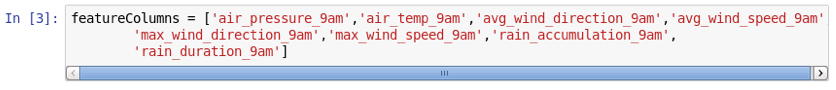 In [3]: featureColumns = ['air_pressure_9am','air_temp_9am','avg_wind_direction_9am','avg_wind_speed_9am'
'max_wind_direction_9am','max_wind_speed_9am','rain_accumulation_9am',
'rain_duration_9am']